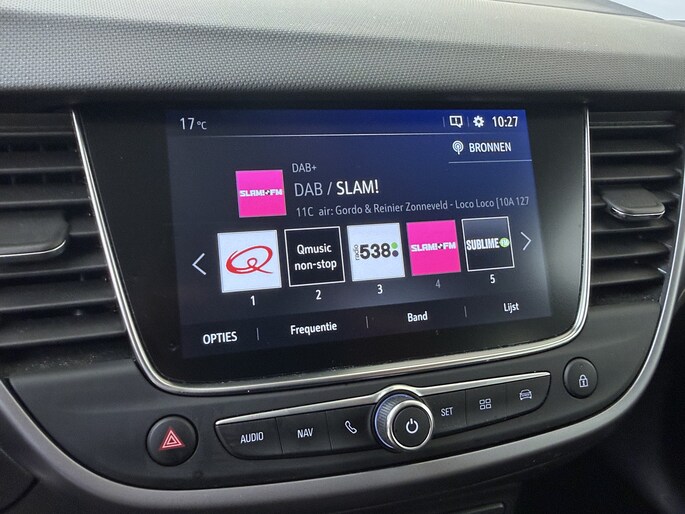 17 °C
10:27
BRONNEN
DAB+
SLAM!+FM
DAB / SLAM!
11C air: Gordo & Reinier Zonneveld - Loco Loco [10A 127
Qmusic
non-stop
radio
538
SLAM!+FM
SUBLIME
1
2
3
4
5
OPTIES
Frequentie
Band
Lijst
AUDIO
NAV
SET